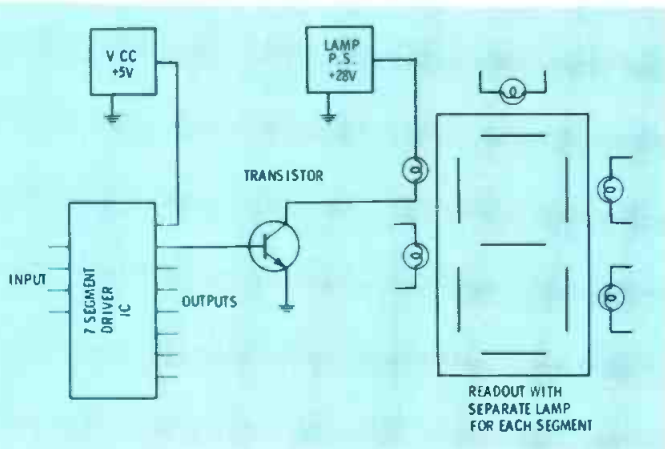 V CC
+5V
LAMP
P.S.
+28V
TRANSISTOR
INPUT
7 SEGMENT
DRIVER
IC
OUTPUTS
READOUT WITH
SEPARATE LAMP
FOR EACH SEGMENT